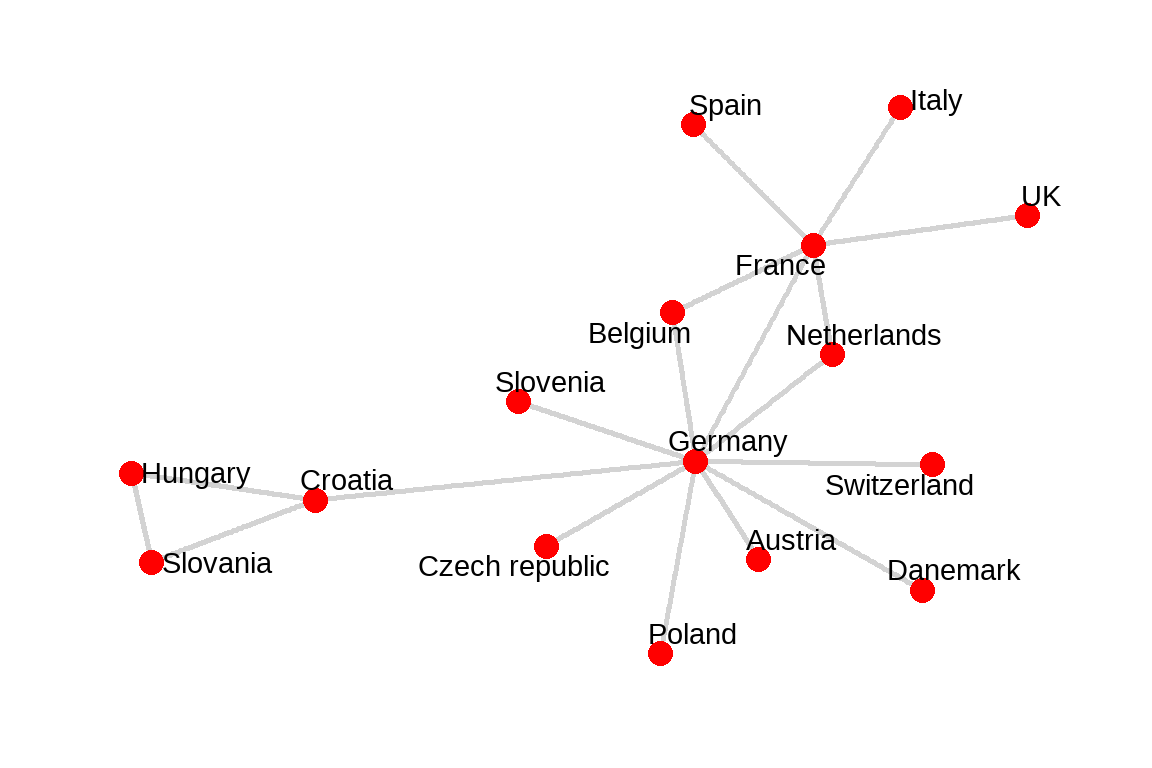 Spain
Italy
UK
France
Belgium
Netherlands
Slovenia
Germany
Hungary
Croatia
Switzerland
Austria
Slovania
Czech republic
Danemark
Poland